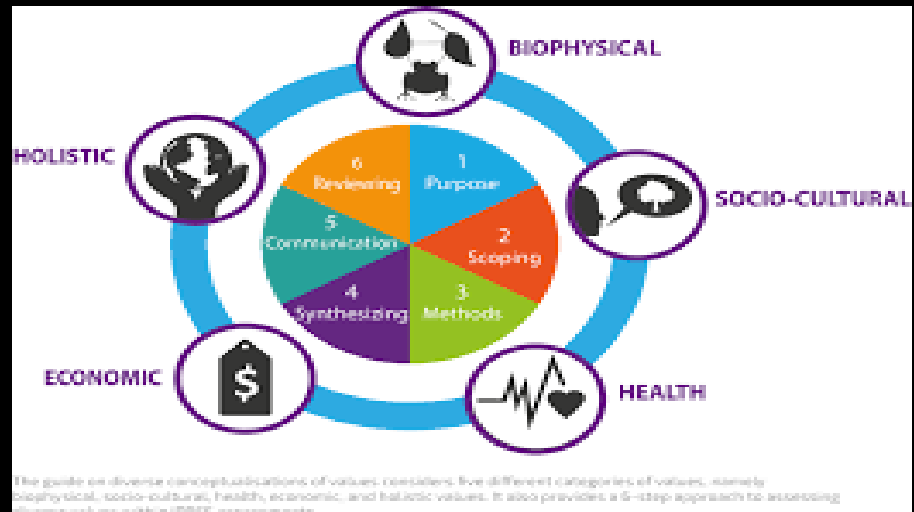 BIOPHYSICAL
HOLISTIC
6
Reviewing
1
Purpose
SOCIO-CULTURAL
5
Communication
2
Scoping
4
Synthesizing
3
Methods
ECONOMIC
$
HEALTH
The guide on diverse conceptualisations of values considers five different categories of values, namely
biophysical, socio-cultural, health, economic, and holistic values. It also provides a 6-step approach to assessing